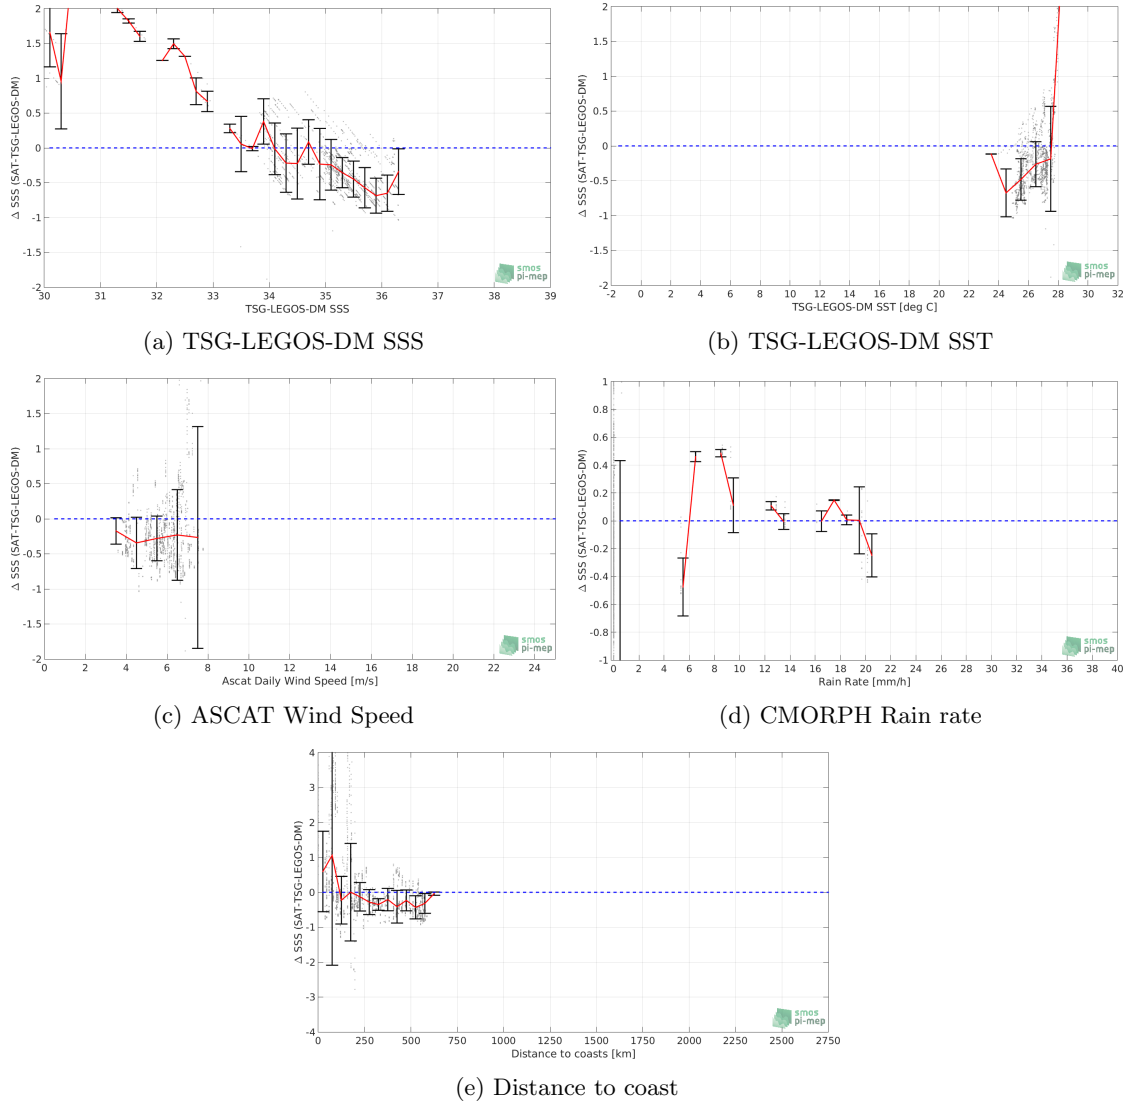 Δ SSS (SAT-TSG-LEGOS-DM)
2
1.5
1
0.5
0
-0.5
-1
-1.5
-2
30 31 32 33 34 35 36 37 38 39
TSG-LEGOS-DM SSS
smos
pi-mep
(a) TSG-LEGOS-DM SSS
Δ SSS (SAT-TSG-LEGOS-DM)
2
1.5
1
0.5
0
-0.5
-1
-1.5
-2
-2 0 2 4 6 8 10 12 14 16 18 20 22 24 26 28 30 32
TSG-LEGOS-DM SST [deg C]
smos
pi-mep
(b) TSG-LEGOS-DM SST
Δ SSS (SAT-TSG-LEGOS-DM)
2
1.5
1
0.5
0
-0.5
-1
-1.5
-2
0 2 4 6 8 10 12 14 16 18 20 22 24
Ascat Daily Wind Speed [m/s]
smos
pi-mep
(c) ASCAT Wind Speed
Δ SSS (SAT-TSG-LEGOS-DM)
1
0.8
0.6
0.4
0.2
0
-0.2
-0.4
-0.6
-0.8
-1
0 2 4 6 8 10 12 14 16 18 20 22 24 26 28 30 32 34 36 38 40
Rain Rate [mm/h]
smos
pi-mep
(d) CMORPH Rain rate
Δ SSS (SAT-TSG-LEGOS-DM)
4
3
2
1
0
-1
-2
-3
-4
0 250 500 750 1000 1250 1500 1750 2000 2250 2500 2750
Distance to coasts [km]
smos
pi-mep
(e) Distance to coast